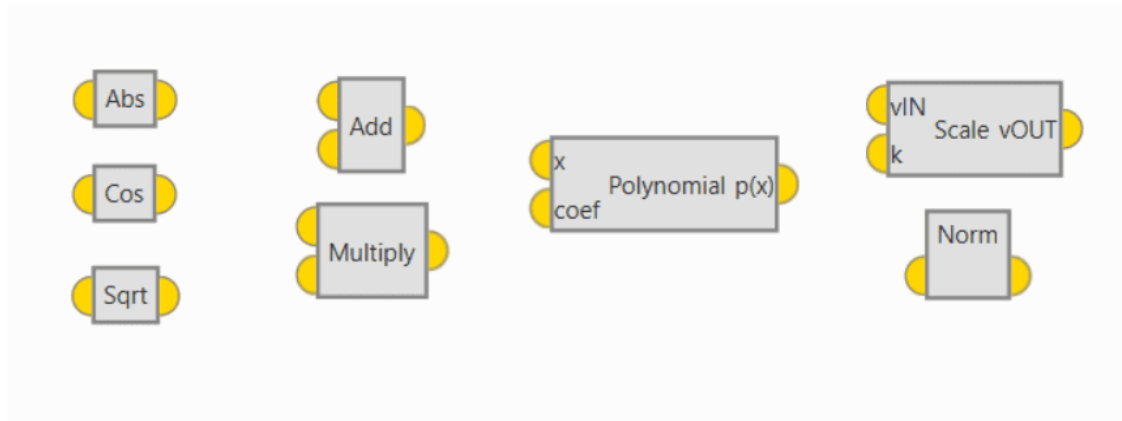 Abs
Cos
Sqrt
Add
Multiply
x
Polynomial p(x)
coef
vIN
Scale vOUT
k
Norm